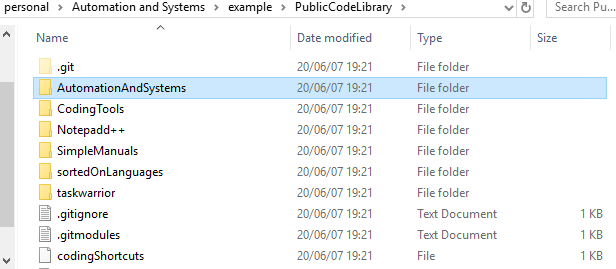 personal > Automation and Systems > example > PublicCodeLibrary > Search Pu...
Name Date modified Type Size
.git 20/06/07 19:21 File folder
AutomationAndSystems 20/06/07 19:21 File folder
CodingTools 20/06/07 19:21 File folder
Notepadd++ 20/06/07 19:21 File folder
SimpleManuals 20/06/07 19:21 File folder
sortedOnLanguages 20/06/07 19:21 File folder
taskwarrior 20/06/07 19:21 File folder
.gitignore 20/06/07 19:21 Text Document 1 KB
.gitmodules 20/06/07 19:21 Text Document 1 KB
codingShortcuts 20/06/07 19:21 File 1 KB